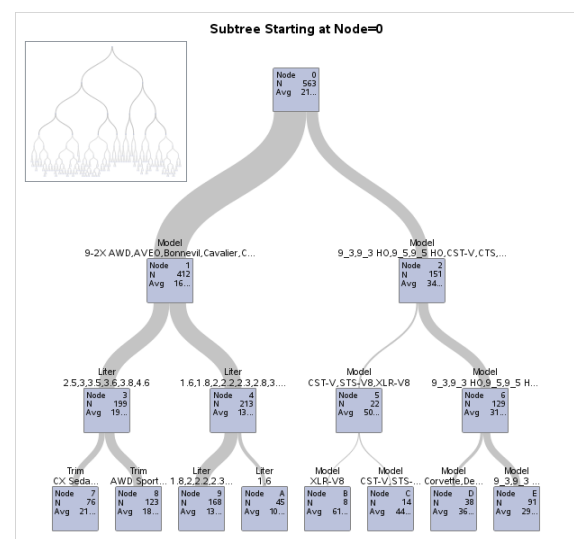 Subtree Starting at Node=0
Node 0
N 563
Avg 21...
Model
9-2X AWD,AVEO,Bonnevil,Cavalier,C...
Node 1
N 412
Avg 16...
Model
9_3,9_3 HO,9_5,9_5 HO,CST-V,CTS,...
Node 2
N 151
Avg 34...
Liter
2.5,3,3.5,3.6,3.8,4.6
Node 3
N 199
Avg 19...
Liter
1.6,1.8,2,2.2,2.3,2.8,3....
Node 4
N 213
Avg 13...
Model
CST-V,STS-V8,XLR-V8
Node 5
N 22
Avg 50...
Model
9_3,9_3 HO,9_5,9_5 H...
Node 6
N 129
Avg 31...
Trim
CX Seda...
Node 7
N 76
Avg 21...
Trim
AWD Sport...
Node 8
N 123
Avg 18...
Liter
1.8,2,2.2,2.3...
Node 9
N 168
Avg 13...
Liter
1.6
Node A
N 45
Avg 10...
Model
XLR-V8
Node B
N 8
Avg 61...
Model
CST-V,STS-...
Node C
N 14
Avg 44...
Model
Corvette,De...
Node D
N 38
Avg 36...
Model
9_3,9_3 ...
Node E
N 91
Avg 29...